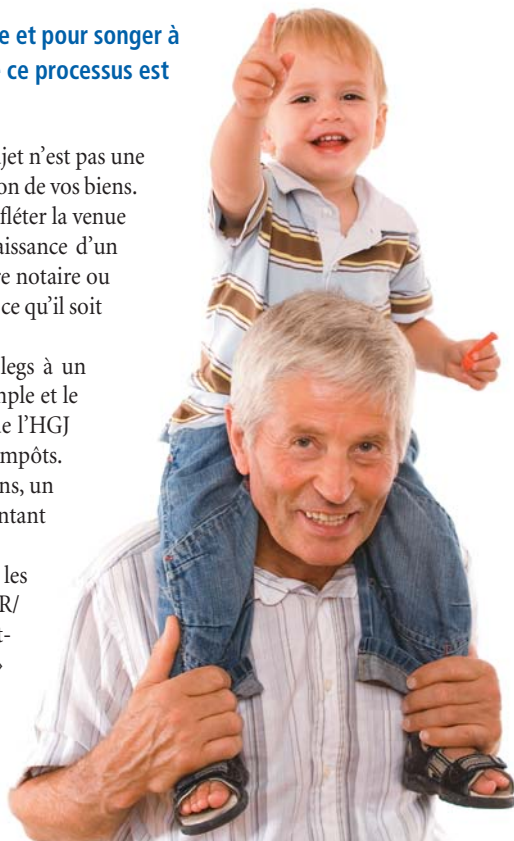 e et pour songer à
ce processus est
jet n'est pas une
on de vos biens.
fléter la venue
aissance d'un
re notaire ou
ce qu'il soit
legs à un
ple et le
e l'HGJ
mpôts.
ns, un
ntant
les
R/
t-
»